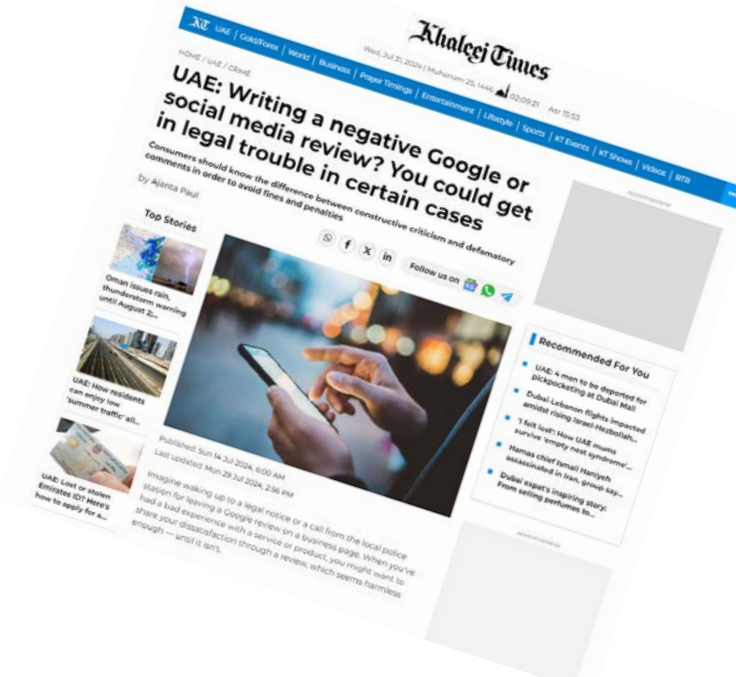 Khaleej Times
Wed, Jul 31, 2024 | Muharram 25, 1446 02:09:21 Asr 15:53
KT UAE | Gold/Forex | World | Business | Prayer Timings | Entertainment | Lifestyle | Sports | KT Events | KT Shows | Videos | BTR
HOME / UAE / CRIME
UAE: Writing a negative Google or
social media review? You could get
in legal trouble in certain cases
Consumers should know the difference between constructive criticism and defamatory
comments in order to avoid fines and penalties
by Ajanta Paul
Follow us on
Top Stories
Oman issues rain,
thunderstorm warning
until August 2;...
UAE: How residents
can enjoy low
'summer traffic' all...
UAE: Lost or stolen
Emirates ID? Here's
how to apply for a...
Published: Sun 14 Jul 2024, 6:00 AM
Last updated: Mon 29 Jul 2024, 2:56 PM
Imagine waking up to a legal notice or a call from the local police
station for leaving a Google review on a business page. When you've
had a bad experience with a service or product, you might want to
share your dissatisfaction through a review, which seems harmless
enough — until it isn't.
ADVERTISEMENT
Recommended For You
UAE: 4 men to be deported for
pickpocketing at Dubai Mall
Dubai-Lebanon flights impacted
amidst rising Israel-Hezbollah...
'I felt lost': How UAE mums
survive 'empty nest syndrome'...
Hamas chief Ismail Haniyeh
assassinated in Iran, group say...
Dubai expat's inspiring story:
From selling perfumes to...
ADVERTISEMENT